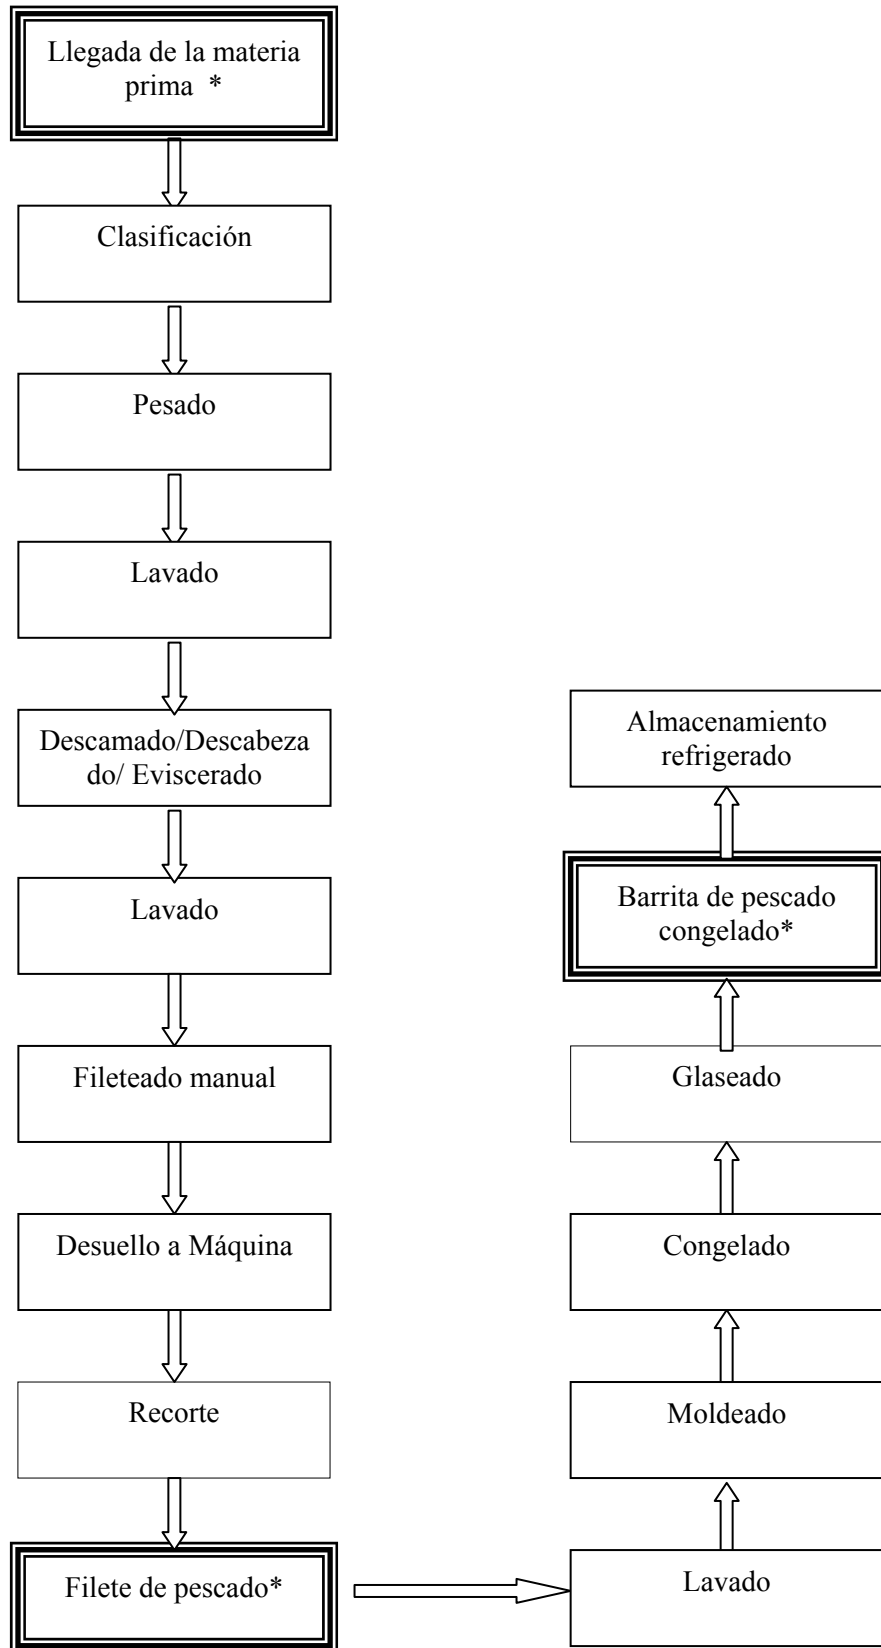 Llegada de la materia
prima *
Clasificación
Pesado
Lavado
Descamado/Descabeza
do/ Eviscerado
Lavado
Fileteado manual
Desuello a Máquina
Recorte
Filete de pescado*
Lavado
Moldeado
Congelado
Glaseado
Barrita de pescado
congelado*
Almacenamiento
refrigerado